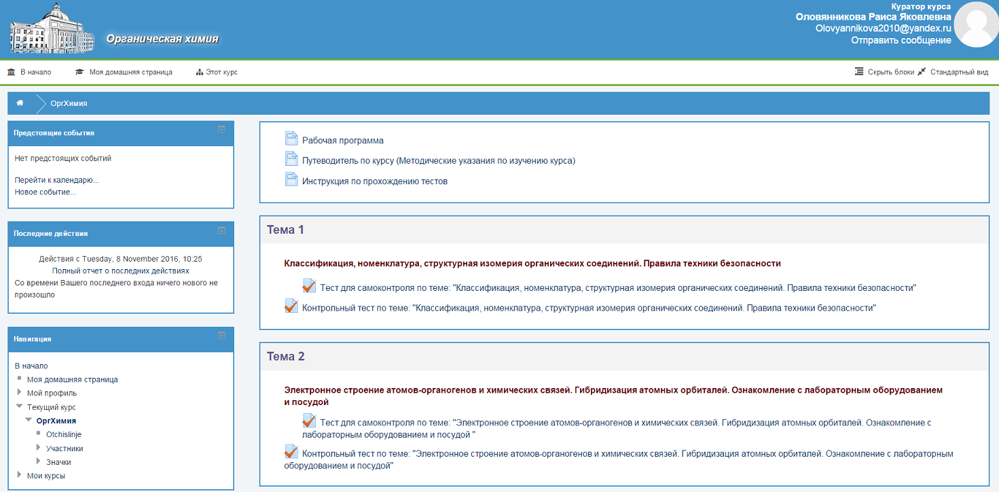 Куратор курса
Оловянникова Раиса Яковлевна
Olovyannikova2010@yandex.ru
Отправить сообщение
Органическая химия
В начало
Моя домашняя страница
Этот курс
Скрыть блоки
Стандартный вид
ОргХимия
Предстоящие события
Нет предстоящих событий
Перейти к календарю...
Новое событие...
Последние действия
Действия с Tuesday, 8 November 2016, 10:25
Полный отчет о последних действиях
Со времени Вашего последнего входа ничего нового не
произошло
Навигация
В начало
Моя домашняя страница
Мой профиль
Текущий курс
ОргХимия
Otchislinje
Участники
Значки
Мои курсы
Рабочая программа
Путеводитель по курсу (Методические указания по изучению курса)
Инструкция по прохождению тестов
Тема 1
Классификация, номенклатура, структурная изомерия органических соединений. Правила техники безопасности
Тест для самоконтроля по теме: "Классификация, номенклатура, структурная изомерия органических соединений. Правила техники безопасности"
Контрольный тест по теме: "Классификация, номенклатура, структурная изомерия органических соединений. Правила техники безопасности"
Тема 2
Электронное строение атомов-органогенов и химических связей. Гибридизация атомных орбиталей. Ознакомление с лабораторным оборудованием
и посудой
Тест для самоконтроля по теме: "Электронное строение атомов-органогенов и химических связей. Гибридизация атомных орбиталей. Ознакомление с
лабораторным оборудованием и посудой "
Контрольный тест по теме: "Электронное строение атомов-органогенов и химических связей. Гибридизация атомных орбиталей. Ознакомление с лабораторным
оборудованием и посудой"